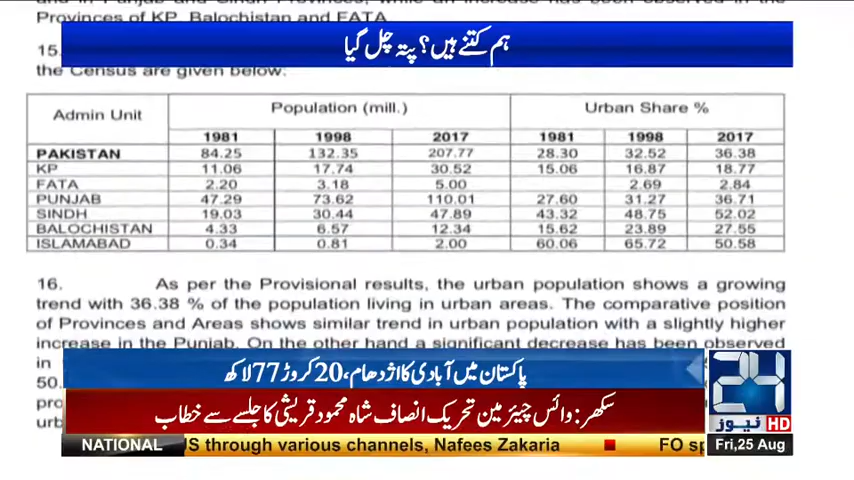 and in Punjab and Sindh Provinces, while an increase has been observed in the
Provinces of KP, Balochistan and FATA
ہم کتنے ہیں؟ پتہ چل گیا
15.
the Census are given below:
Admin Unit Population (mill.) Urban Share %
1981 1998 2017 1981 1998 2017
PAKISTAN 84.25 132.35 207.77 28.30 32.52 36.38
KP 11.06 17.74 30.52 15.06 16.87 18.77
FATA 2.20 3.18 5.00 2.69 2.84
PUNJAB 47.29 73.62 110.01 27.60 31.27 36.71
SINDH 19.03 30.44 47.89 43.32 48.75 52.02
BALOCHISTAN 4.33 6.57 12.34 15.62 23.89 27.55
ISLAMABAD 0.34 0.81 2.00 60.06 65.72 50.58
16. As per the Provisional results, the urban population shows a growing
trend with 36.38 % of the population living in urban areas. The comparative position
of Provinces and Areas shows similar trend in urban population with a slightly higher
increase in the Punjab. On the other hand a significant decrease has been observed
in
50.
pro
urb
پاکستان میں آبادی کا اژدھام، 20 کروڑ 77 لاکھ
سکھر: وائس چیئرمین تحریک انصاف شاہ محمود قریشی کا جلسے سے خطاب
24
نیوز HD
NATIONAL US through various channels, Nafees Zakaria FO sp
Fri,25 Aug